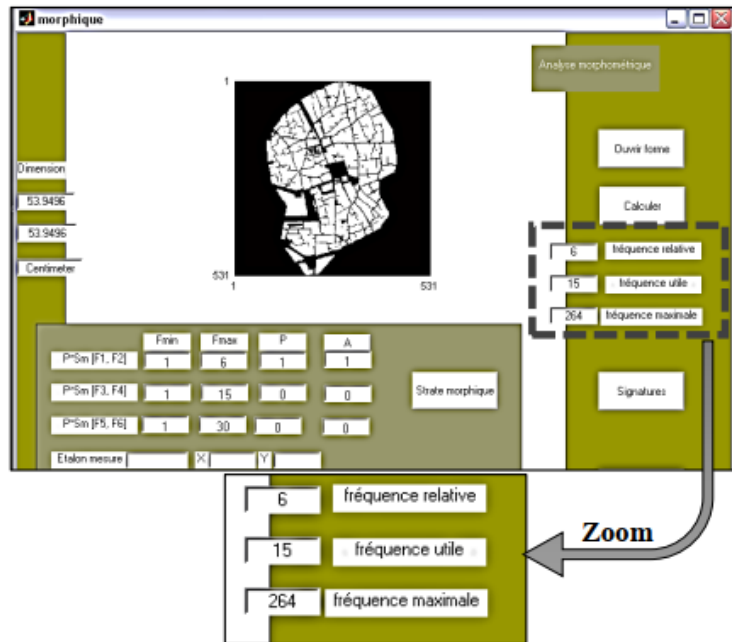 morphique
Analyse morphométrique
1
531
1
531
Ouvrir forme
Calculer
Dimension
53.9496
53.9496
Centimeter
6 fréquence relative
15 fréquence utile
264 fréquence maximale
Fmin Fmax P A
P*Sm [F1, F2] 1 6 1 1
P*Sm [F3, F4] 1 15 0 0
P*Sm [F5, F6] 1 30 0 0
Etalon mesure X Y
Strate morphique
Signatures
Zoom
6 fréquence relative
15 fréquence utile
264 fréquence maximale